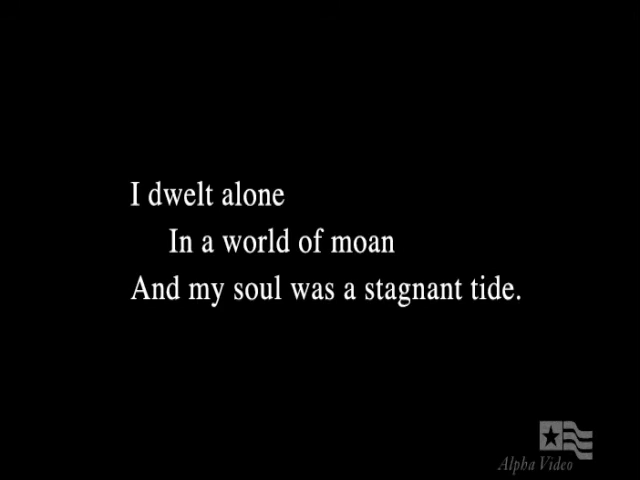 I dwelt alone
In a world of moan
And my soul was a stagnant tide.
Alpha Video